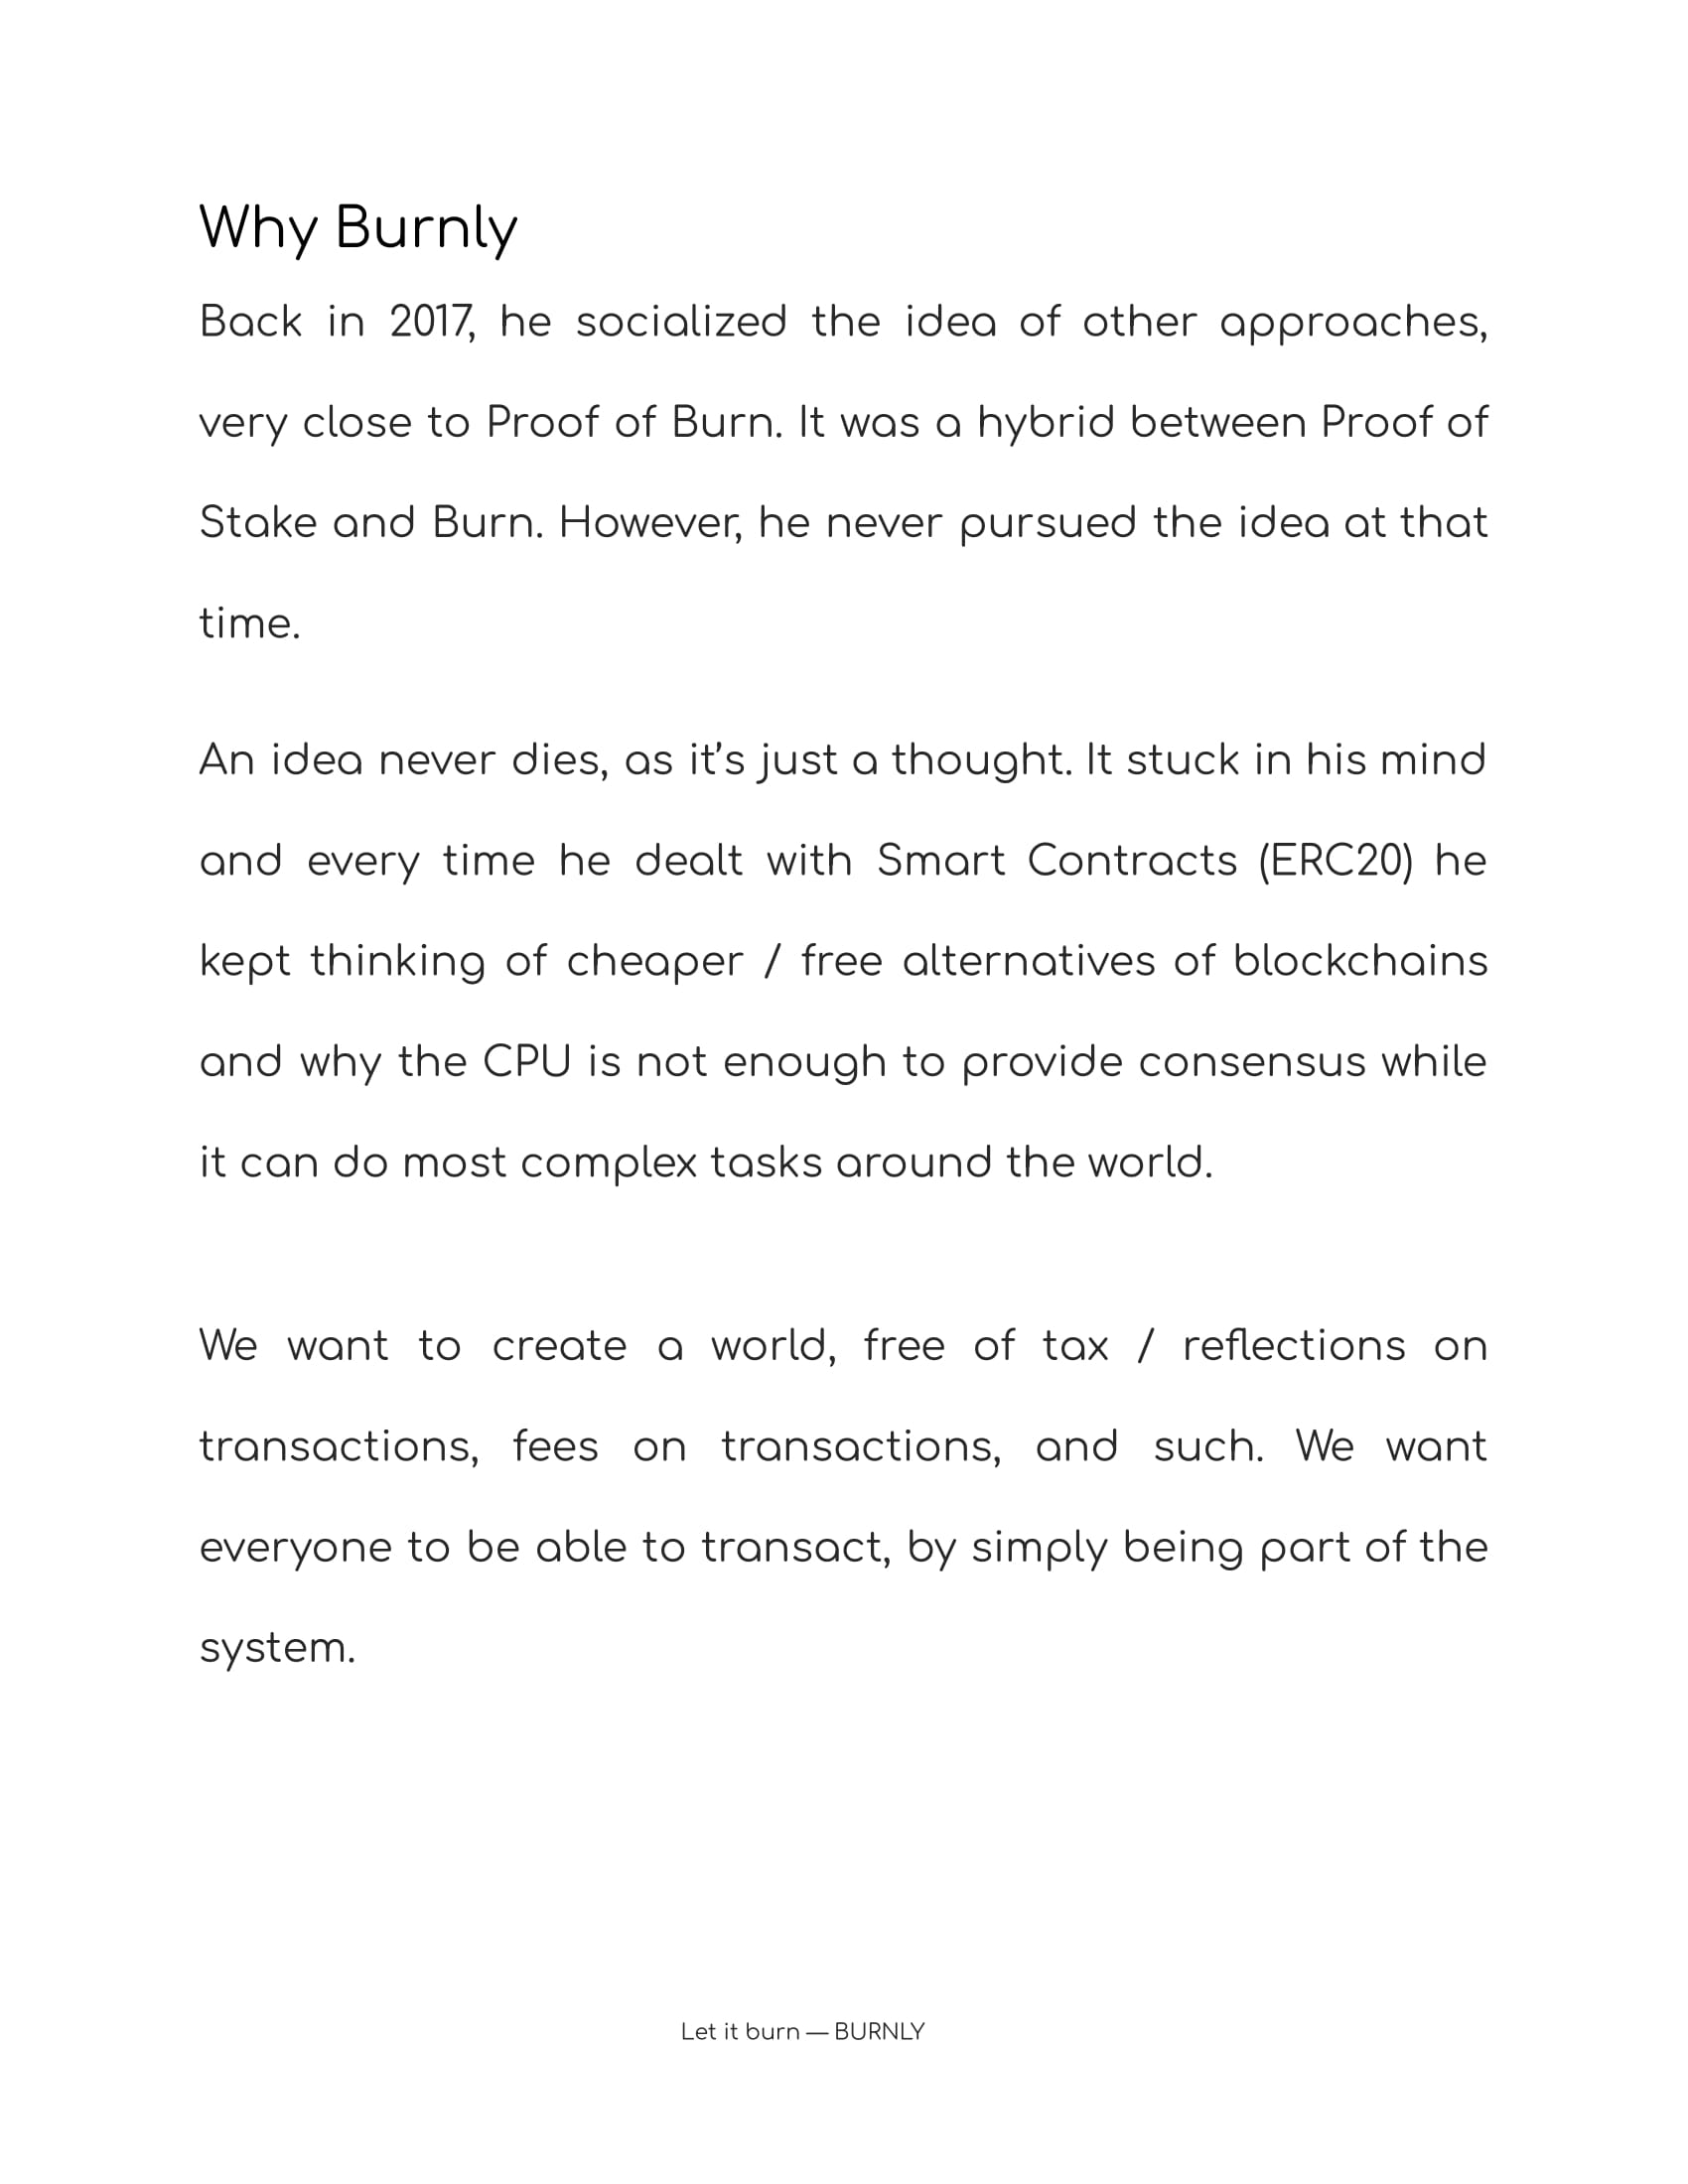 Why Burnly
Back in 2017, he socialized the idea of other approaches,
very close to Proof of Burn. It was a hybrid between Proof of
Stake and Burn. However, he never pursued the idea at that
time.
An idea never dies, as it’s just a thought. It stuck in his mind
and every time he dealt with Smart Contracts (ERC20) he
kept thinking of cheaper / free alternatives of blockchains
and why the CPU is not enough to provide consensus while
it can do most complex tasks around the world.
We want to create a world, free of tax / reflections on
transactions, fees on transactions, and such. We want
everyone to be able to transact, by simply being part of the
system.
Let it burn — BURNLY